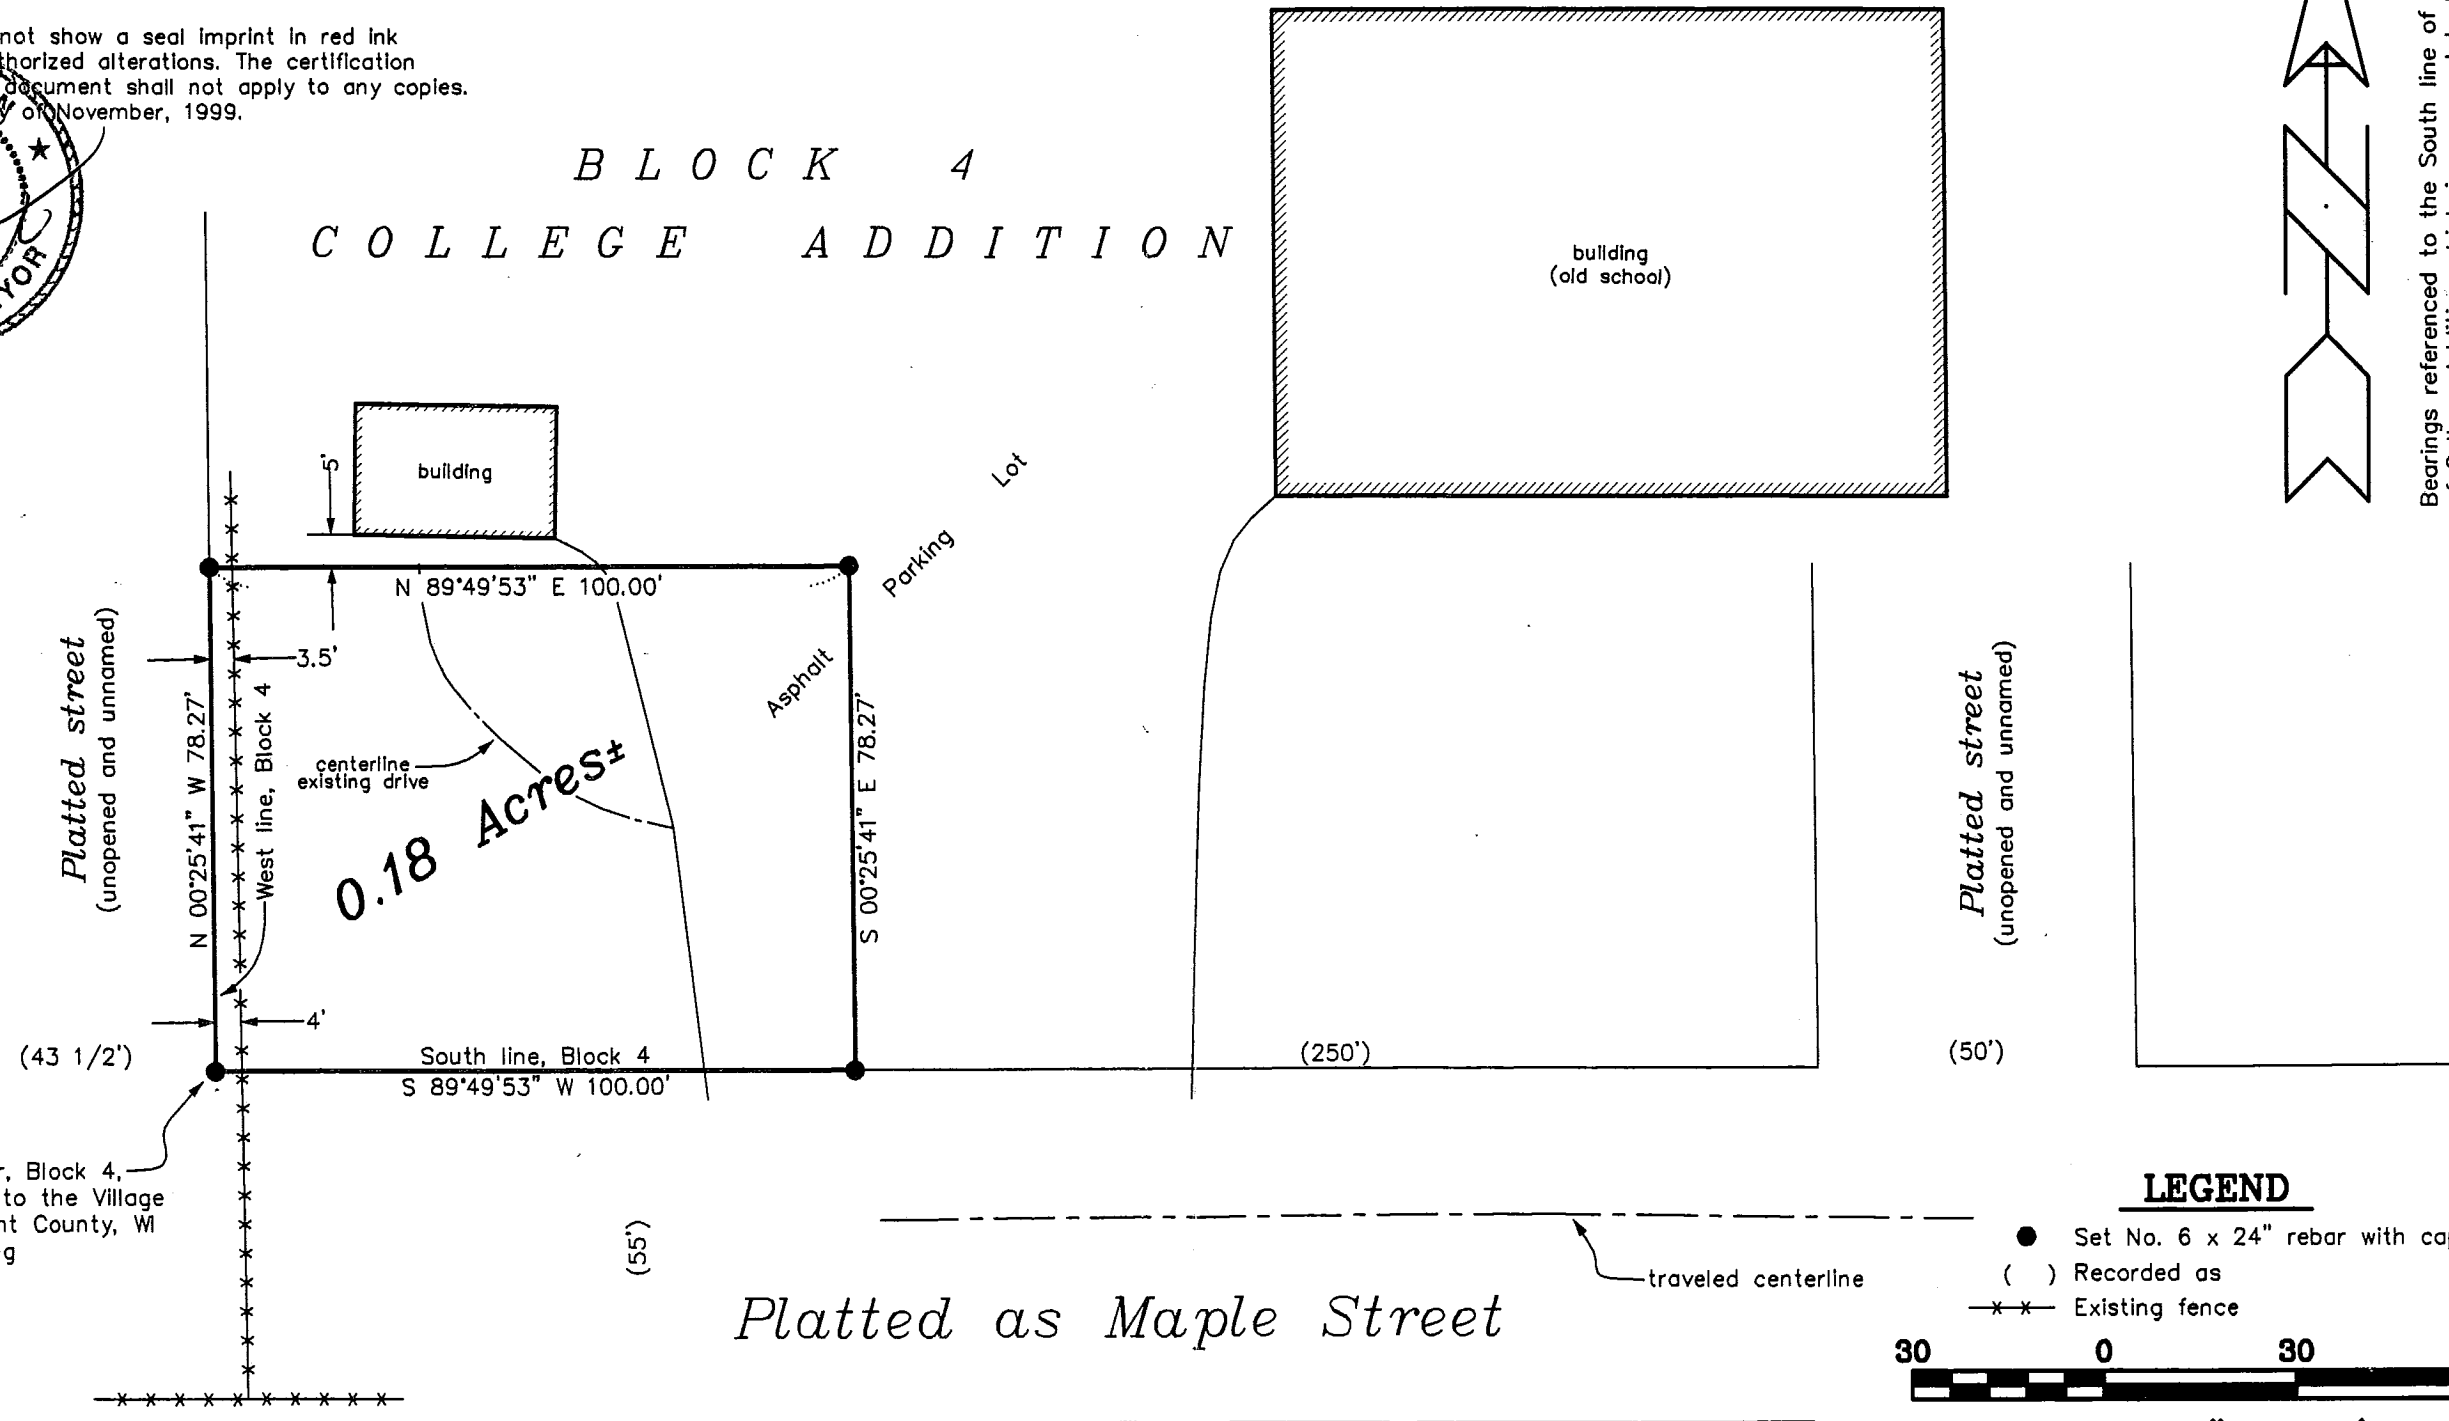 not show a seal imprint in red ink
alterations. The certification
document shall not apply to any copies.
of November, 1999.
YOR
BLOCK 4
COLLEGE ADDITION
building
(old school)
Bearings referenced to the South line of
building
5'
Lot
Parking
Asphalt
N 89°49'53" E 100.00'
3.5'
Platted street
(unopened and unnamed)
N 00°25'41" W 78.27'
West line, Block 4
centerline
existing drive
0.18 Acres±
S 00°25'41" E 78.27'
Platted street
(unopened and unnamed)
4'
(43 1/2')
South line, Block 4
S 89°49'53" W 100.00'
(250')
(50')
Block 4,
to the Village
County, WI
(55')
traveled centerline
Platted as Maple Street
LEGEND
Set No. 6 x 24" rebar with
( ) Recorded as
Existing fence
30 0 30